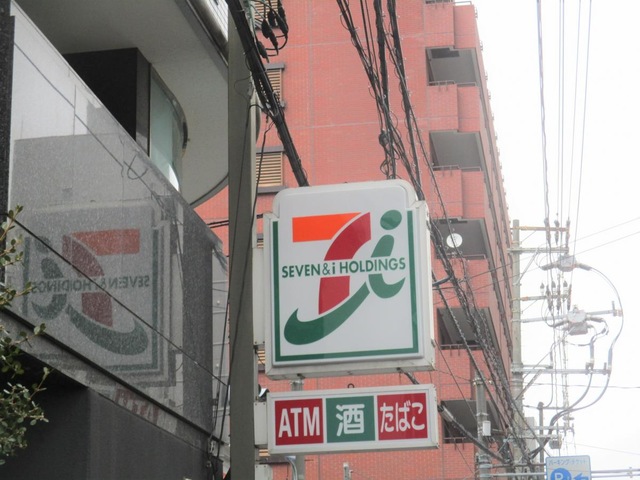 SEVEN & i HOLDINGS
ATM 酒 たばこ
P